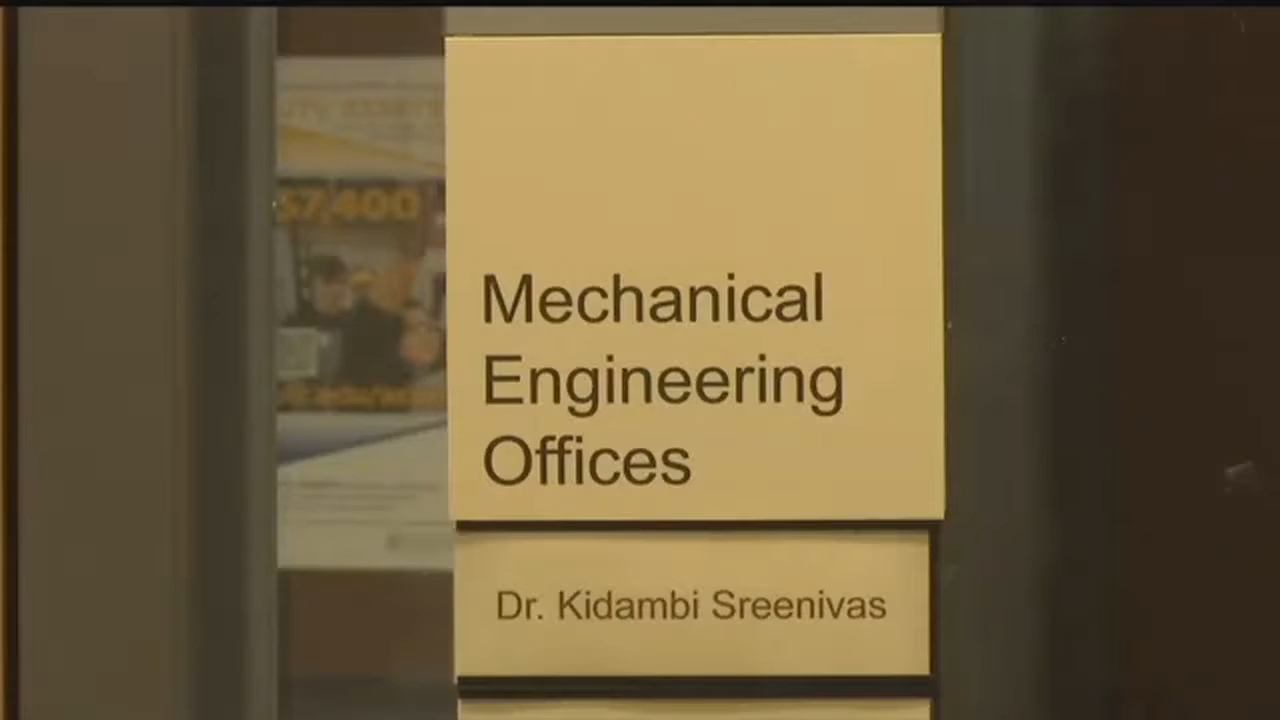 $7,400
Mechanical
Engineering
Offices
Dr. Kidambi Sreenivas